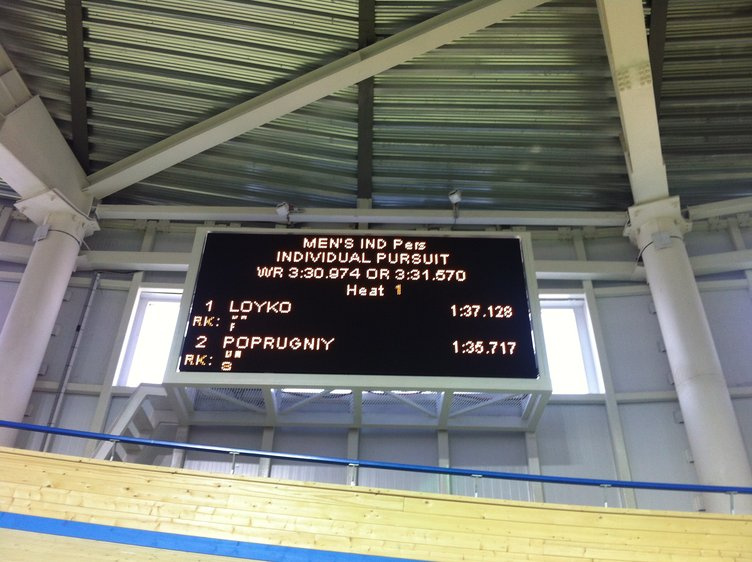 MEN'S IND Pers
INDIVIDUAL PURSUIT
WR 3:30.974 OR 3:31.570
Heat 1
1 LOYKO 1:37.128
RK:
2 POPRUGNIY 1:35.717
RK: